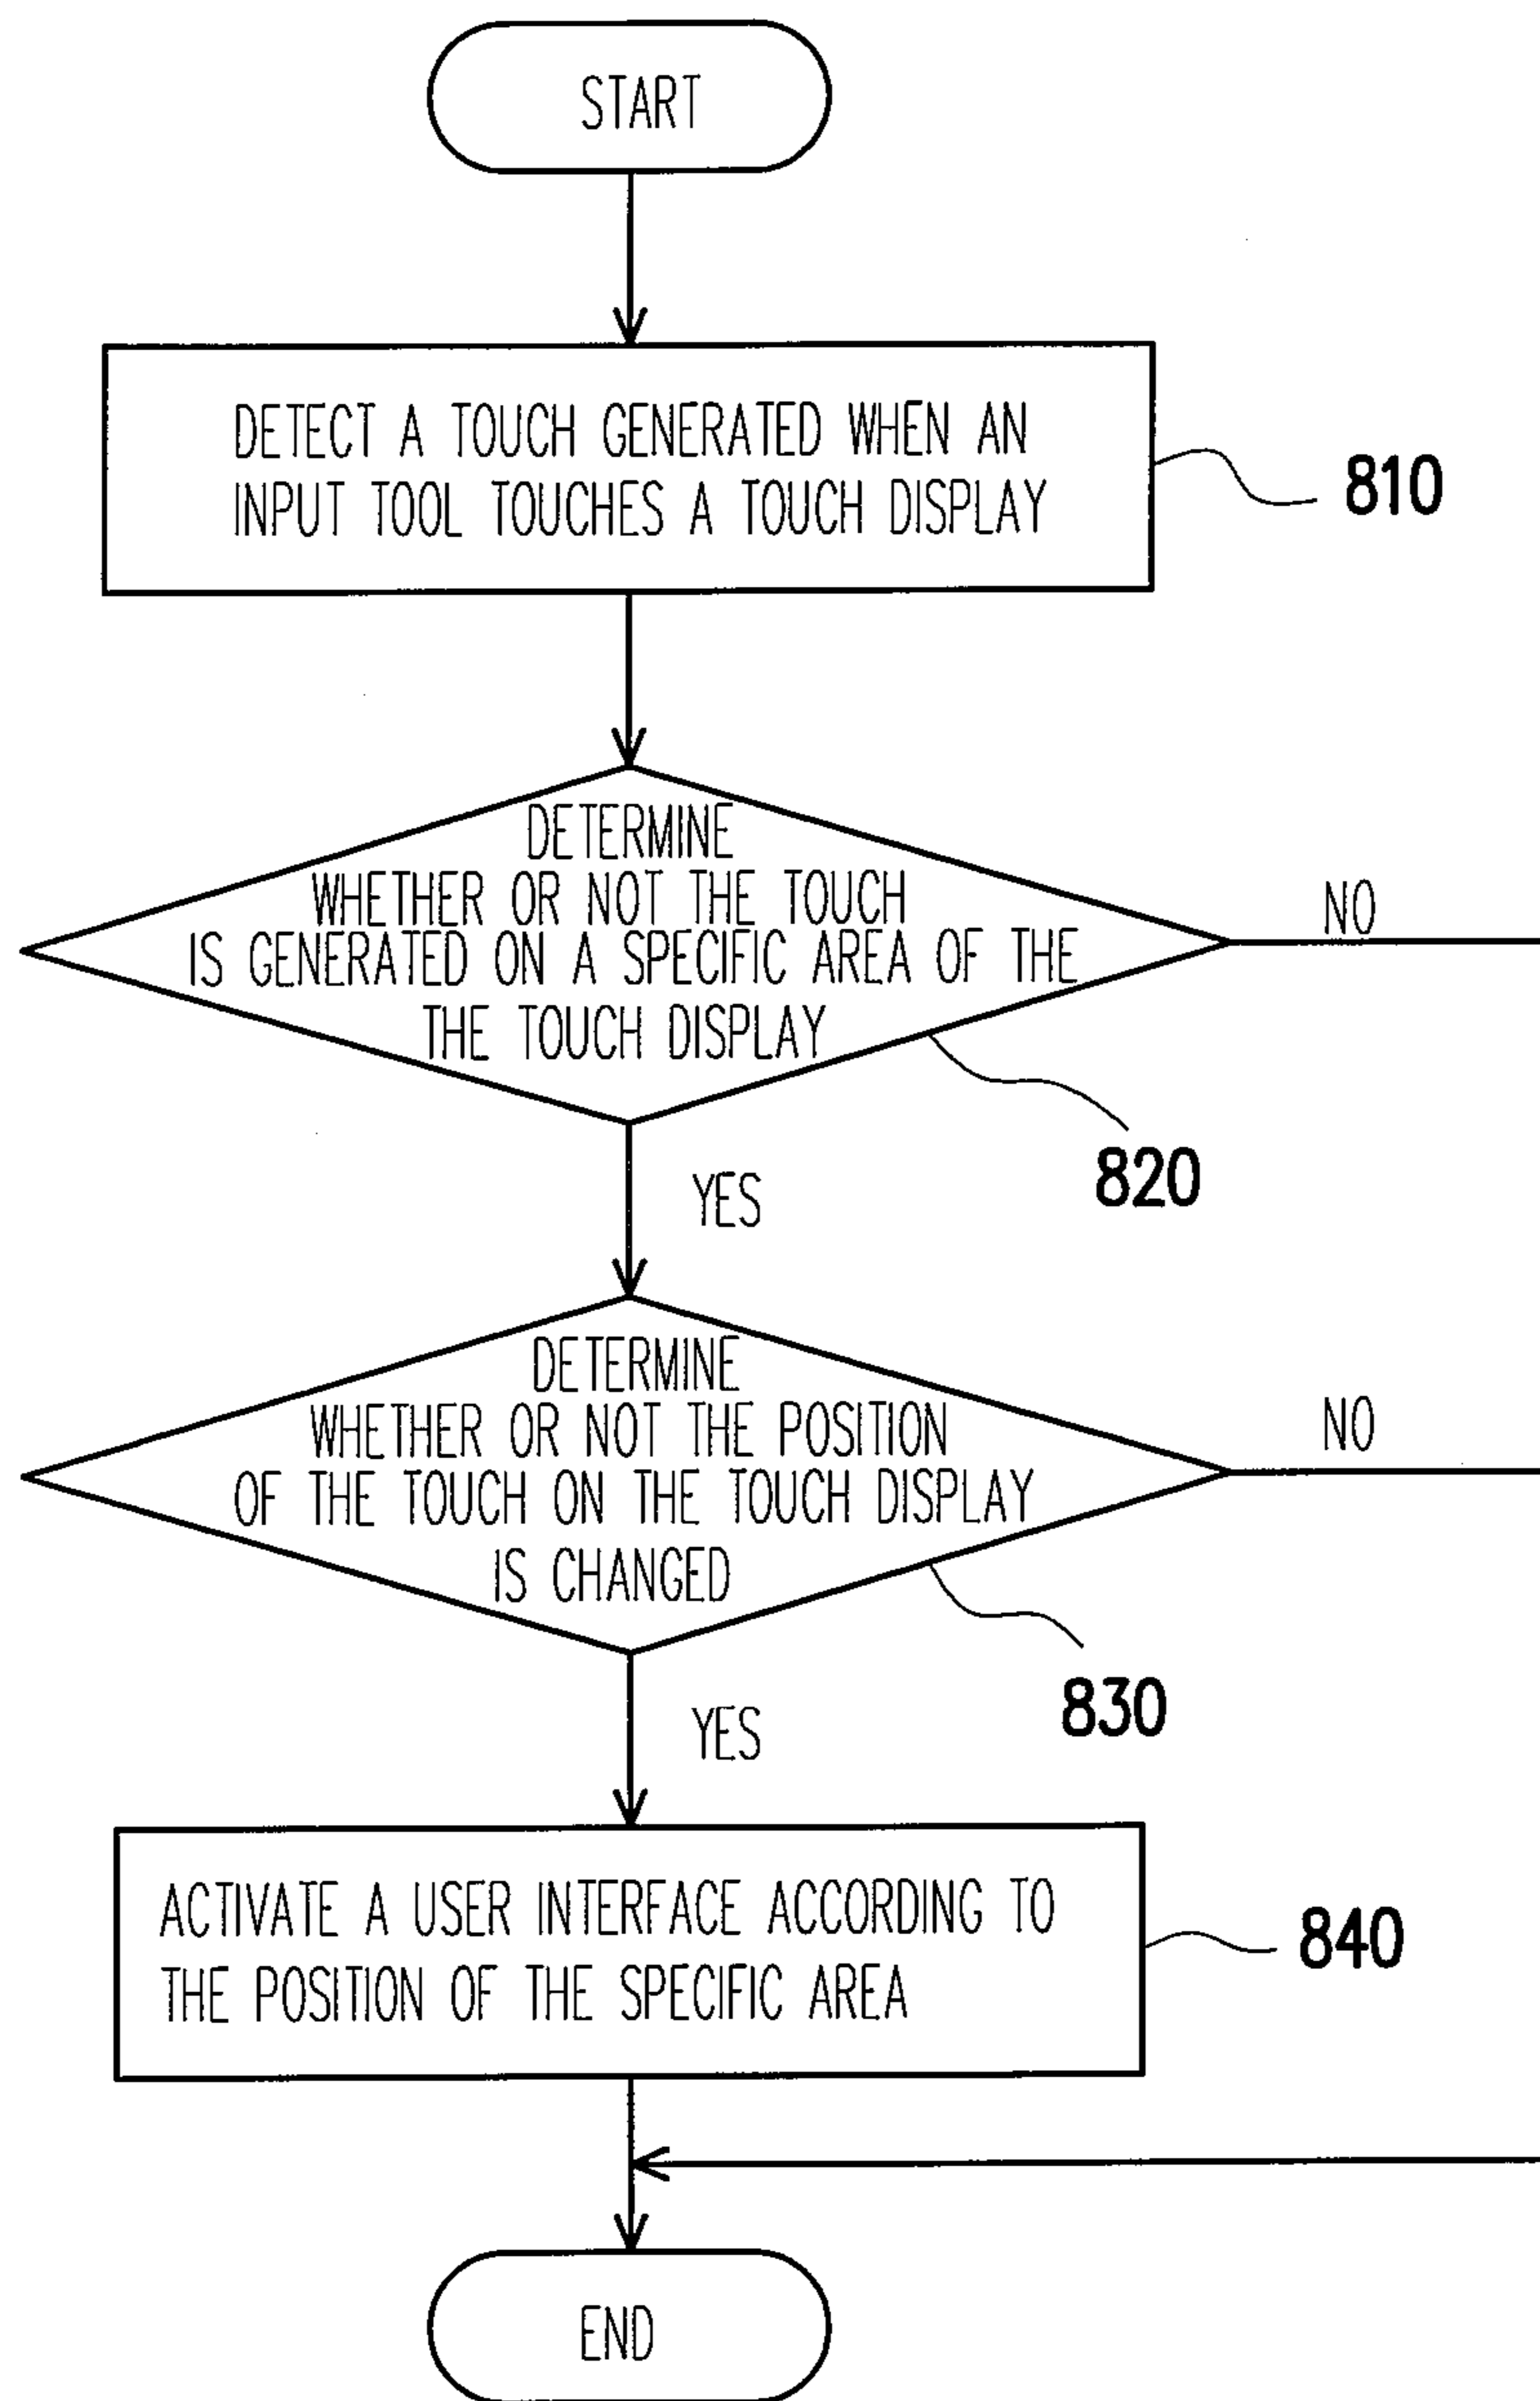 START
DETECT A TOUCH GENERATED WHEN AN
INPUT TOOL TOUCHES A TOUCH DISPLAY
810
DETERMINE
WHETHER OR NOT THE TOUCH
IS GENERATED ON A SPECIFIC AREA OF THE
THE TOUCH DISPLAY
NO
820
YES
DETERMINE
WHETHER OR NOT THE POSITION
OF THE TOUCH ON THE TOUCH DISPLAY
IS CHANGED
NO
830
YES
ACTIVATE A USER INTERFACE ACCORDING TO
THE POSITION OF THE SPECIFIC AREA
840
END